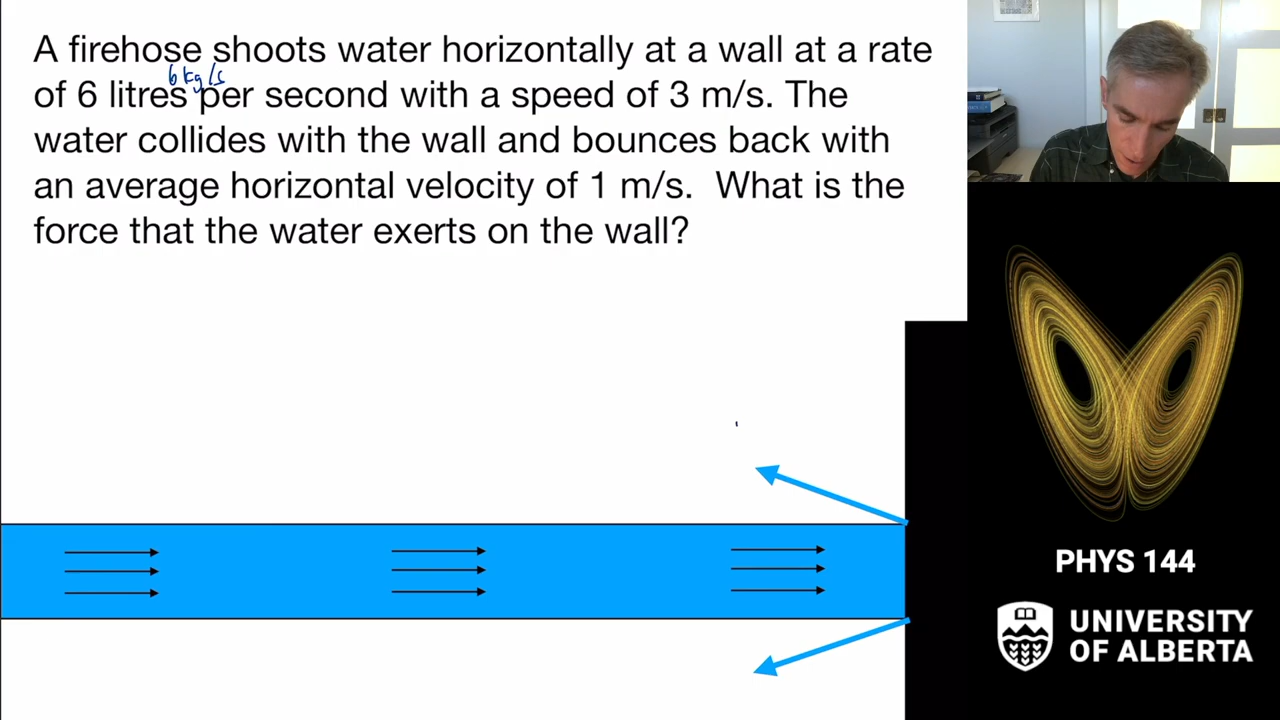 A firehose shoots water horizontally at a wall at a rate
6 kg/s
of 6 litres per second with a speed of 3 m/s. The
water collides with the wall and bounces back with
an average horizontal velocity of 1 m/s. What is the
force that the water exerts on the wall?
PHYS 144
UNIVERSITY
OF ALBERTA